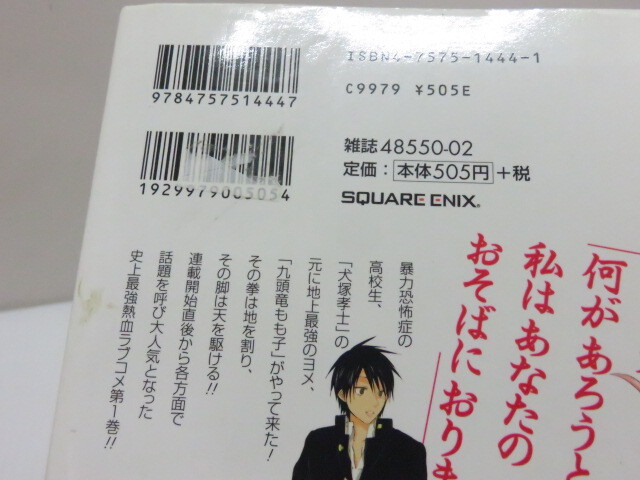 ISBN4-7575-1444-1
9784757514447
C9979 ¥505E
雑誌 48550-02
定価：本体505円+税
1929979005054
SQUARE ENIX®
何があろうと
私はあなたの
おそばにおりま
暴力恐怖症の
高校生、
「犬塚孝士」の
元に地上最強のヨメ、
「九頭竜もも子」がやって来た！
その拳は地を割り、
その脚は天を駆ける!!
連載開始直後から各方面で
話題を呼び大人気となった
史上最強熱血ラブコメ第1巻!!